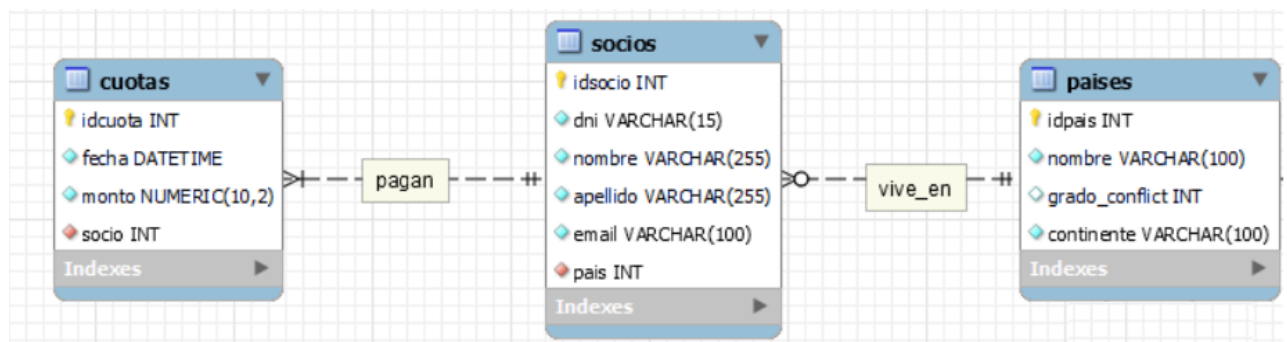 cuotas
idcuota INT
fecha DATETIME
monto NUMERIC(10,2)
socio INT
Indexes
pagan
socios
idsocio INT
dni VARCHAR(15)
nombre VARCHAR(255)
apellido VARCHAR(255)
email VARCHAR(100)
pais INT
Indexes
vive_en
paises
idpais INT
nombre VARCHAR(100)
grado_conflict INT
continente VARCHAR(100)
Indexes